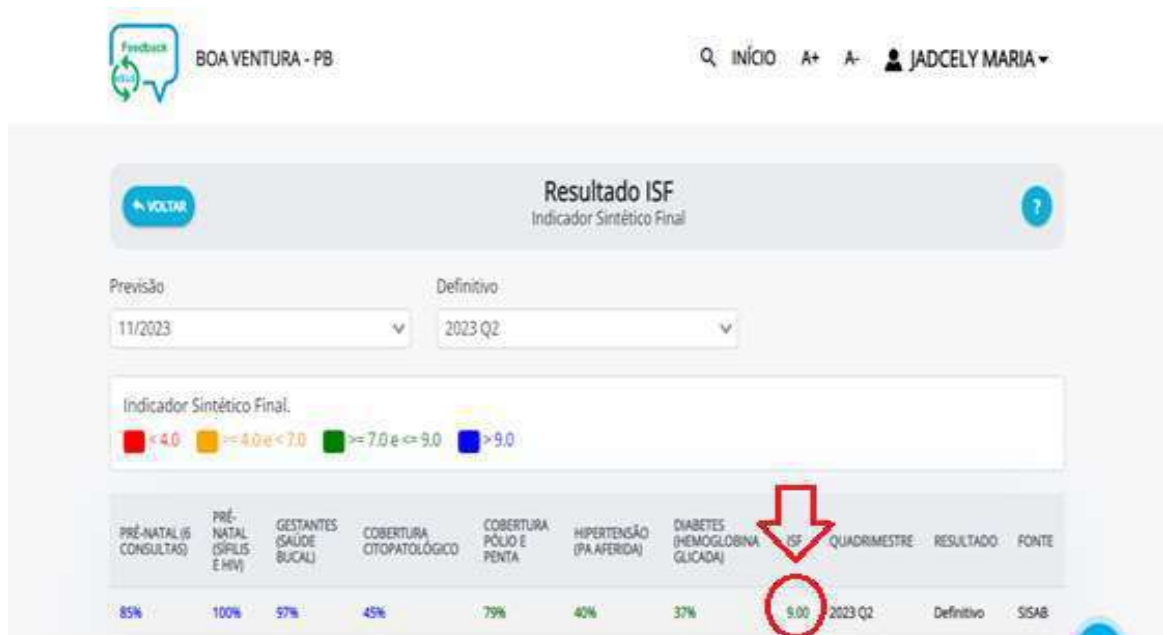 Feedback
BOA VENTURA - PB
INÍCIO A+ A- JADCELY MARIA
VOLTAR
Resultado ISF
Indicador Sintético Final
?
Previsão
Definitivo
11/2023
2023 Q2
Indicador Sintético Final.
< 4.0 >= 4.0 e < 7.0 >= 7.0 e <= 9.0 > 9.0
PRÉ-NATAL (6 CONSULTAS)
PRÉ-NATAL (SÍFILIS E HIV)
GESTANTES (SAÚDE BUCAL)
COBERTURA CITOPATOLÓGICO
COBERTURA PÓLIO E PENTA
HIPERTENSÃO (PA AFERIDA)
DIABETES (HEMOGLOBINA GLICADA)
ISF
QUADRIMESTRE
RESULTADO
FONTE
85% 100% 97% 45% 79% 40% 37% 9.00 2023 Q2 Definitivo SISAB